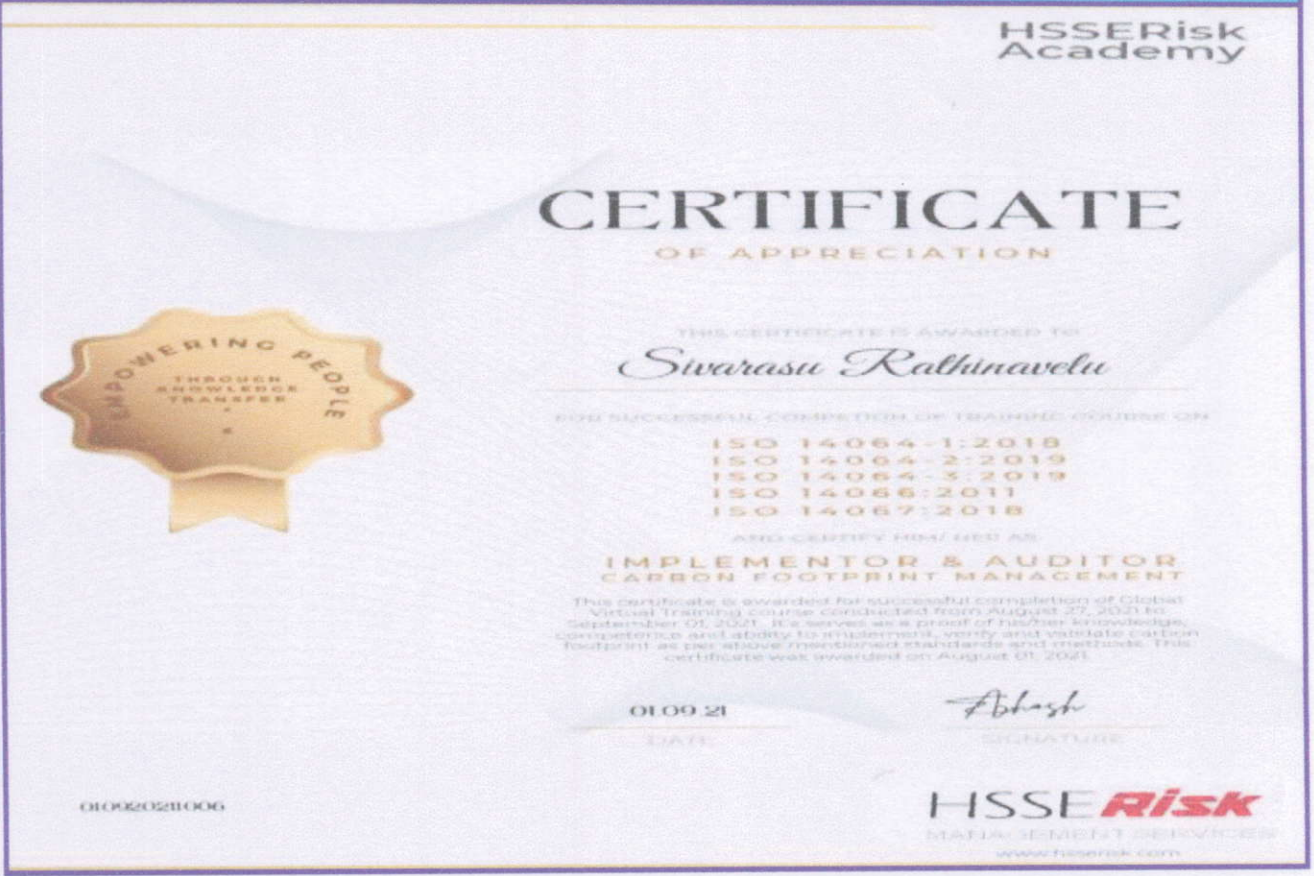 HSSERisk
Academy
CERTIFICATE
OF APPRECIATION
THIS CERTIFICATE IS AWARDED TO
Sivarasu Rathinavelu
FOR SUCCESSFUL COMPETION OF TRAINING COURSE ON
ISO 14064-1:2018
ISO 14064-2:2019
ISO 14064-3:2019
ISO 14066:2011
ISO 14067:2018
AND CERTIFY HIM/ HER AS
IMPLEMENTOR & AUDITOR
CARBON FOOTPRINT MANAGEMENT
This certificate is awarded for successful completion of Global
Virtual Training course conducted from August 27, 2021 to
September 01, 2021. It's serves as a proof of his/her knowledge,
competence and ability to implement, verify and validate carbon
footprint as per above mentioned standards and methods. This
certificate was awarded on August 01, 2021.
01.09.21
Abhash
DATE
SIGNATURE
EMPOWERING PEOPLE
THROUGH
KNOWLEDGE
TRANSFER
010920211006
HSSERisk
MANAGEMENT SERVICES
www.hsserisk.com